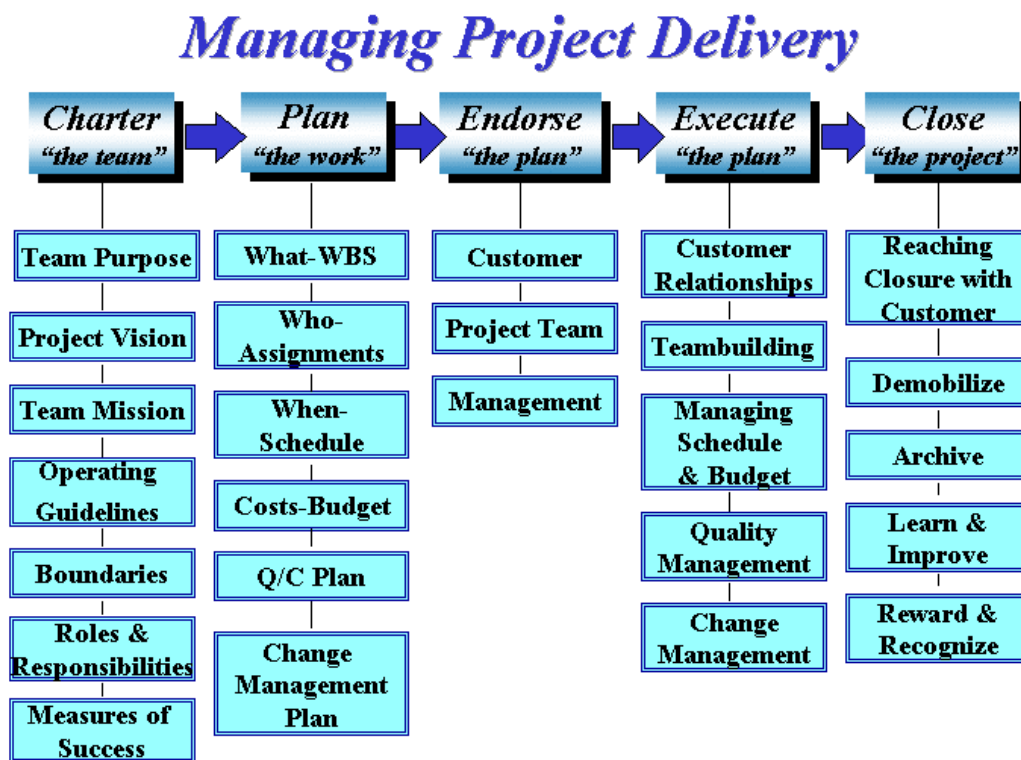 Managing Project Delivery
Charter
“the team”
Plan
“the work”
Endorse
“the plan”
Execute
“the plan”
Close
“the project”
Team Purpose
Project Vision
Team Mission
Operating
Guidelines
Boundaries
Roles &
Responsibilities
Measures of
Success
What-WBS
Who-
Assignments
When-
Schedule
Costs-Budget
Q/C Plan
Change
Management
Plan
Customer
Project Team
Management
Customer
Relationships
Teambuilding
Managing
Schedule
& Budget
Quality
Management
Change
Management
Reaching
Closure with
Customer
Demobilize
Archive
Learn &
Improve
Reward &
Recognize